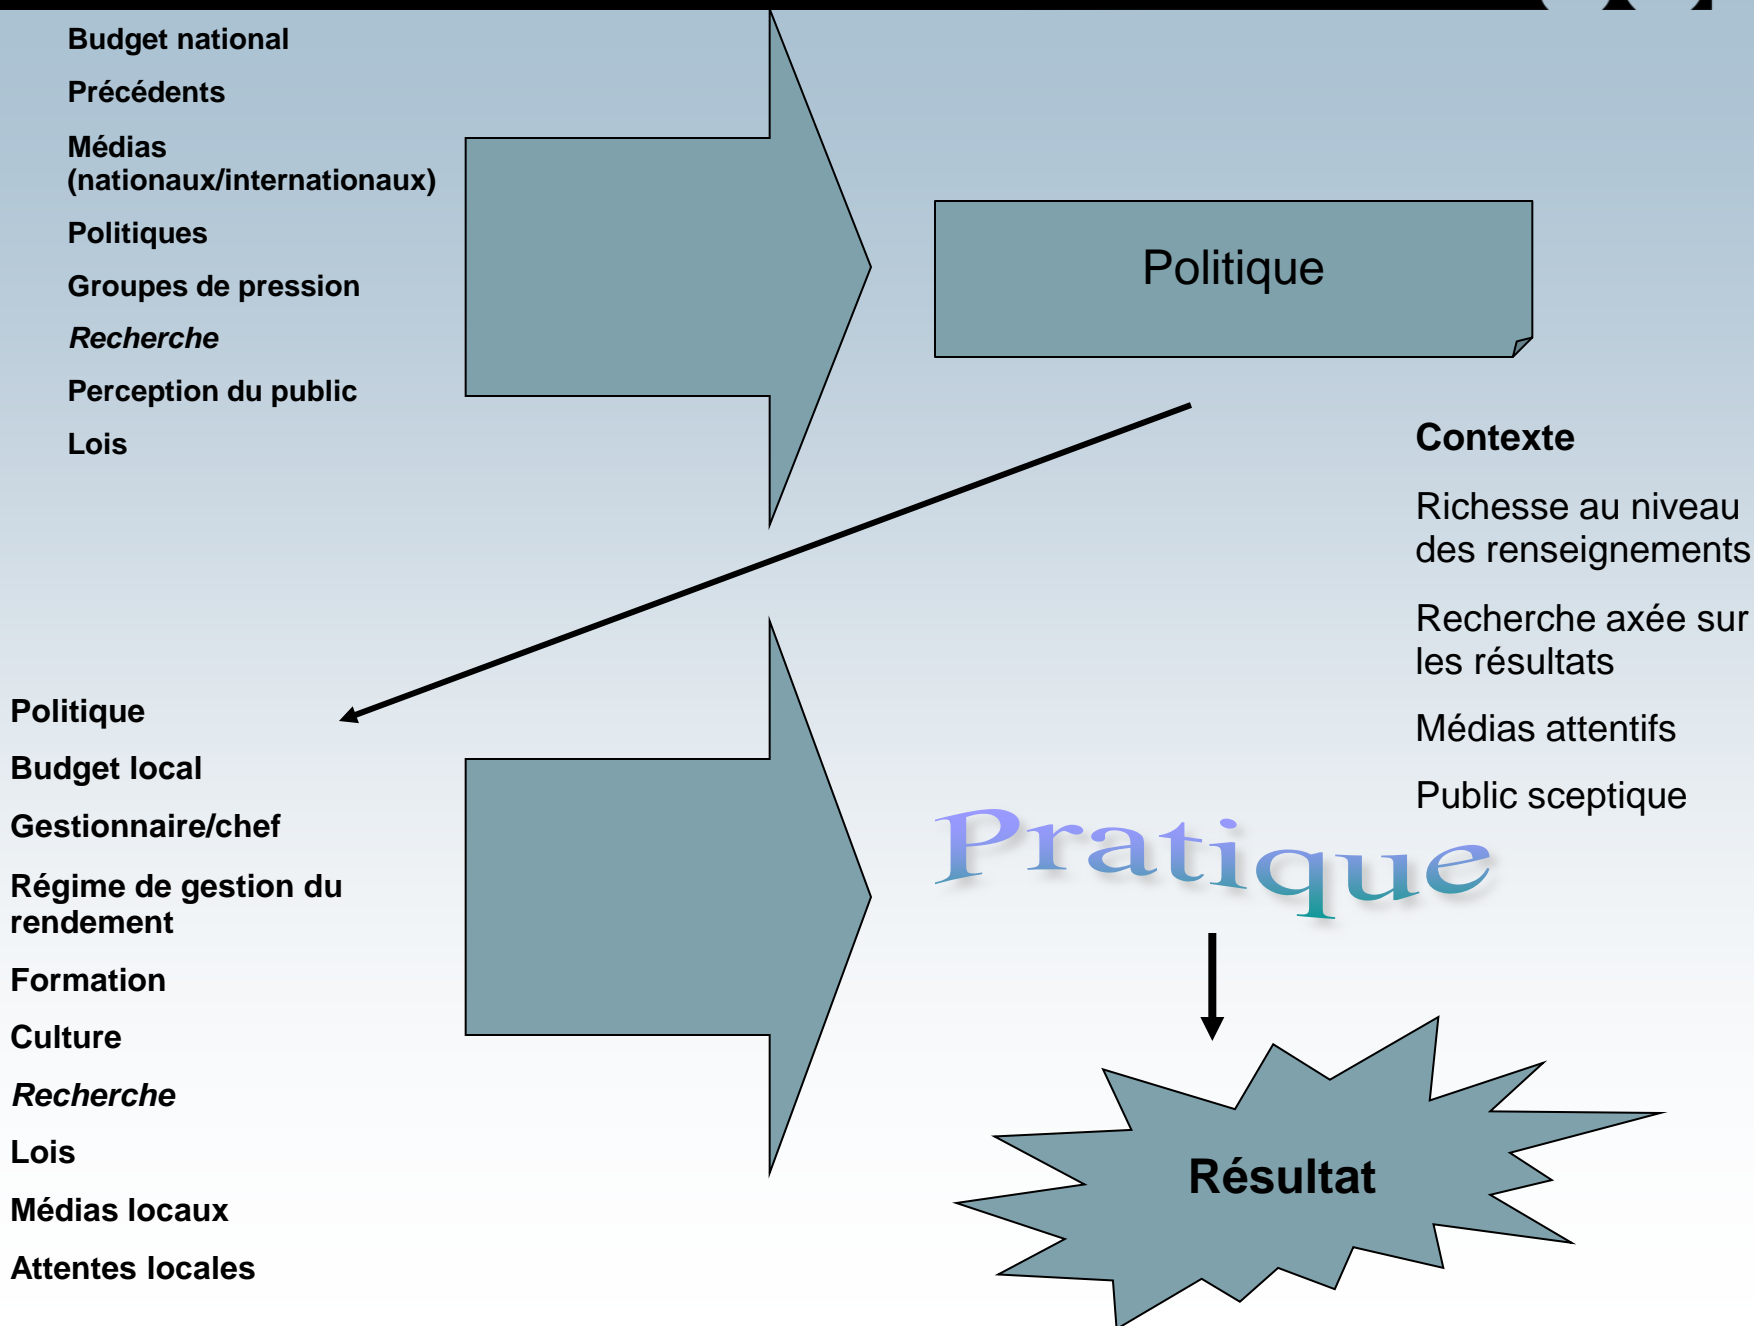 Budget national
Précédents
Médias
(nationaux/internationaux)
Politiques
Groupes de pression
Recherche
Perception du public
Lois
Politique
Contexte
Richesse au niveau
des renseignements
Recherche axée sur
les résultats
Médias attentifs
Public sceptique
Politique
Budget local
Gestionnaire/chef
Régime de gestion du
rendement
Formation
Culture
Recherche
Lois
Médias locaux
Attentes locales
Pratique
Résultat